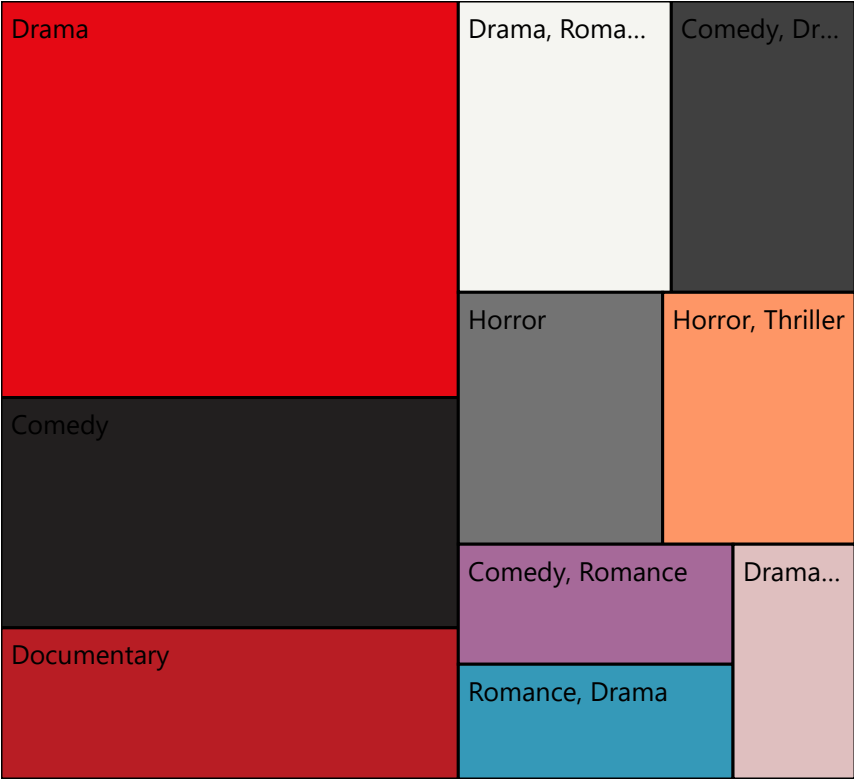 Drama
Drama, Roma...
Comedy, Dr...
Horror
Horror, Thriller
Comedy
Comedy, Romance
Drama...
Documentary
Romance, Drama